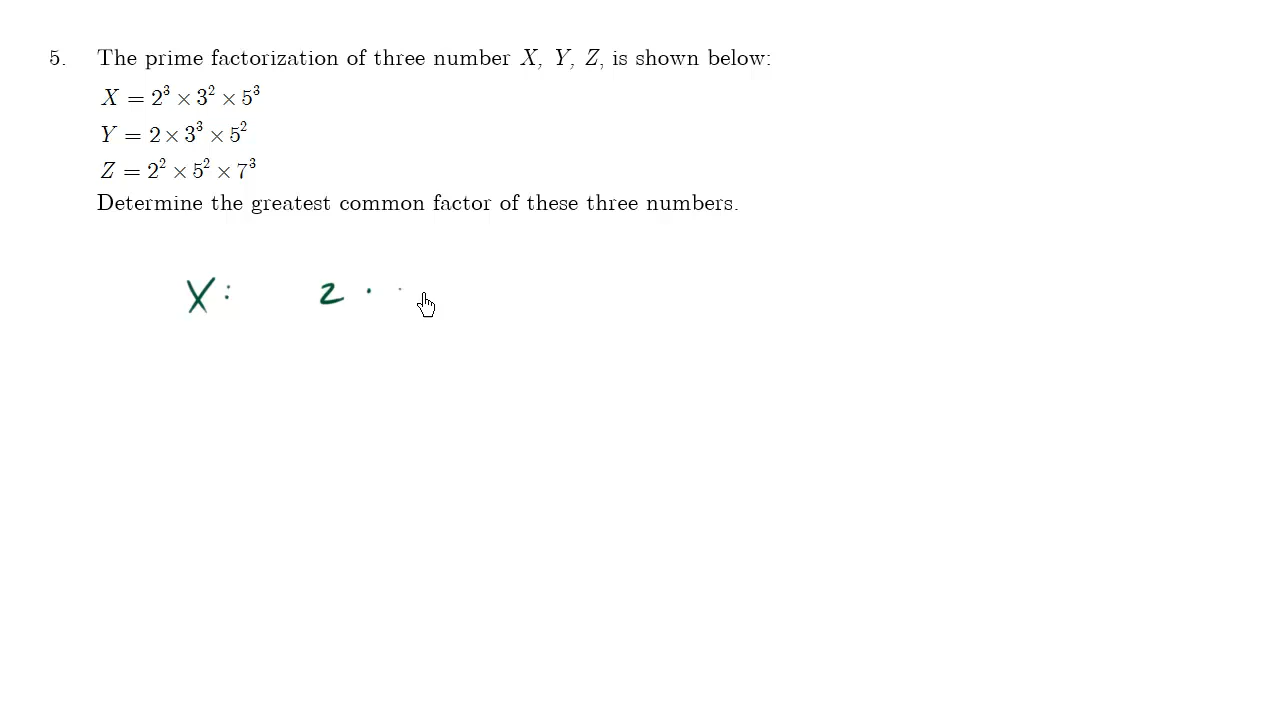 5. The prime factorization of three number X, Y, Z, is shown below:
X = 2³ × 3² × 5³
Y = 2 × 3³ × 5²
Z = 2² × 5² × 7³
Determine the greatest common factor of these three numbers.
X: 2 ·